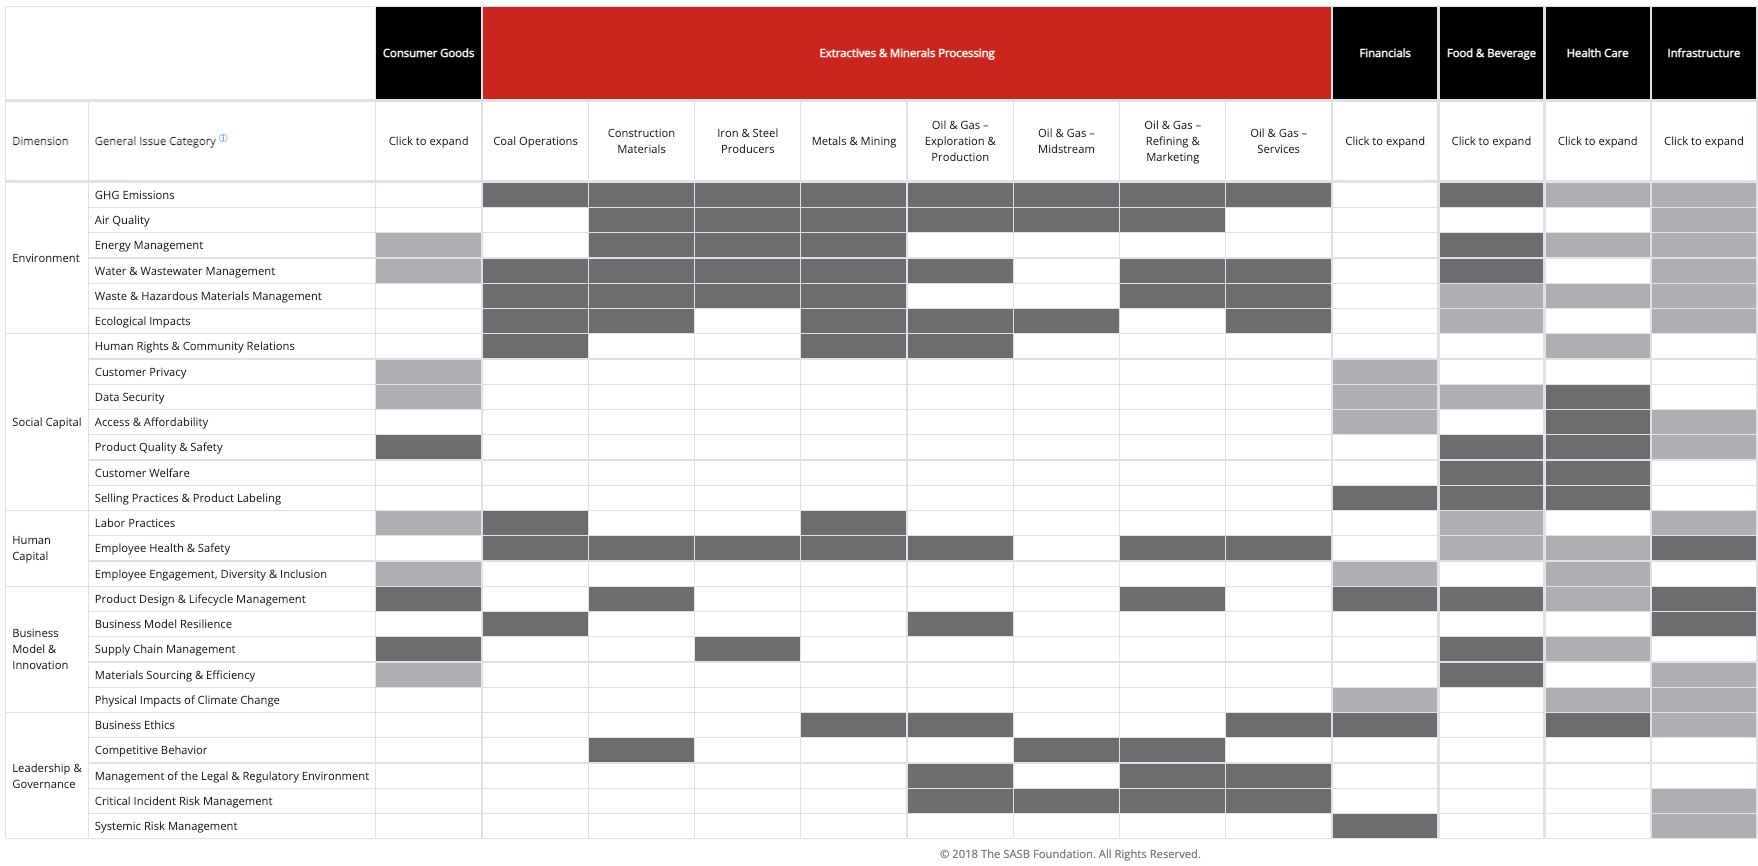 Consumer Goods
Extractives & Minerals Processing
Financials
Food & Beverage
Health Care
Infrastructure
Dimension
General Issue Category ⓘ
Click to expand
Coal Operations
Construction
Materials
Iron & Steel
Producers
Metals & Mining
Oil & Gas –
Exploration &
Production
Oil & Gas –
Midstream
Oil & Gas –
Refining &
Marketing
Oil & Gas –
Services
Click to expand
Click to expand
Click to expand
Click to expand
Environment
GHG Emissions
Air Quality
Energy Management
Water & Wastewater Management
Waste & Hazardous Materials Management
Ecological Impacts
Social Capital
Human Rights & Community Relations
Customer Privacy
Data Security
Access & Affordability
Product Quality & Safety
Customer Welfare
Selling Practices & Product Labeling
Human
Capital
Labor Practices
Employee Health & Safety
Employee Engagement, Diversity & Inclusion
Business
Model &
Innovation
Product Design & Lifecycle Management
Business Model Resilience
Supply Chain Management
Materials Sourcing & Efficiency
Physical Impacts of Climate Change
Leadership &
Governance
Business Ethics
Competitive Behavior
Management of the Legal & Regulatory Environment
Critical Incident Risk Management
Systemic Risk Management
© 2018 The SASB Foundation. All Rights Reserved.